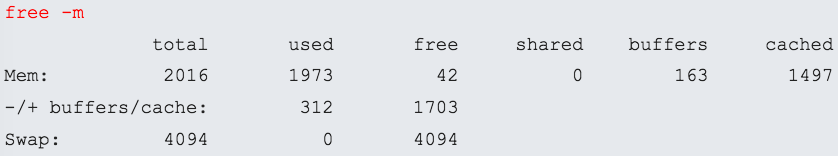 free -m
total used free shared buffers cached
Mem: 2016 1973 42 0 163 1497
-/+ buffers/cache: 312 1703
Swap: 4094 0 4094